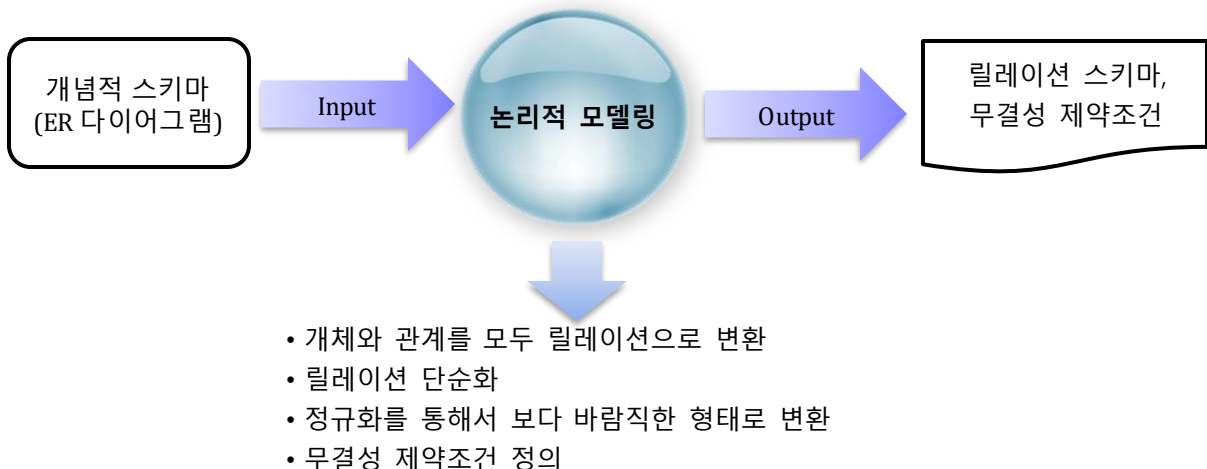 개념적 스키마
(ER 다이어그램)
Input
논리적 모델링
Output
릴레이션 스키마,
무결성 제약조건
• 개체와 관계를 모두 릴레이션으로 변환
• 릴레이션 단순화
• 정규화를 통해서 보다 바람직한 형태로 변환
• 무결성 제약조건 정의